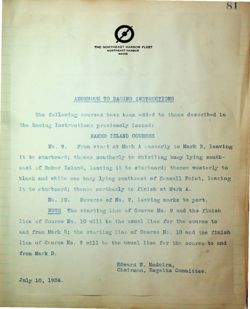 81
THE NORTHEAST HARBOR FLEET
NORTHEAST HARBOR
MAINE
ADDENDUM TO RACING INSTRUCTIONS
The following courses have been added to those described in
the Racing Instructions previously issued:
BAKER ISLAND COURSES
No. 9. From start at Mark A easterly to Mark B, leaving
it to starboard; thence southerly to whistling buoy lying south-
east of Baker Island, leaving it to starboard; thence westerly to
black and white can buoy lying southeast of Russell Point, leaving
it to starboard; thence northerly to finish at Mark A.
No. 10. Reverse of No. 9, leaving marks to port.
NOTE The starting line of Course No. 9 and the finish
line of Course No. 10 will be the usual line for the course to
and from Mark B; the starting line of Course No. 10 and the finish
line of Course No. 9 will be the usual line for the course to and
from Mark D.
Edward W. Madeira,
Chairman, Regatta Committee.
July 10, 1924.